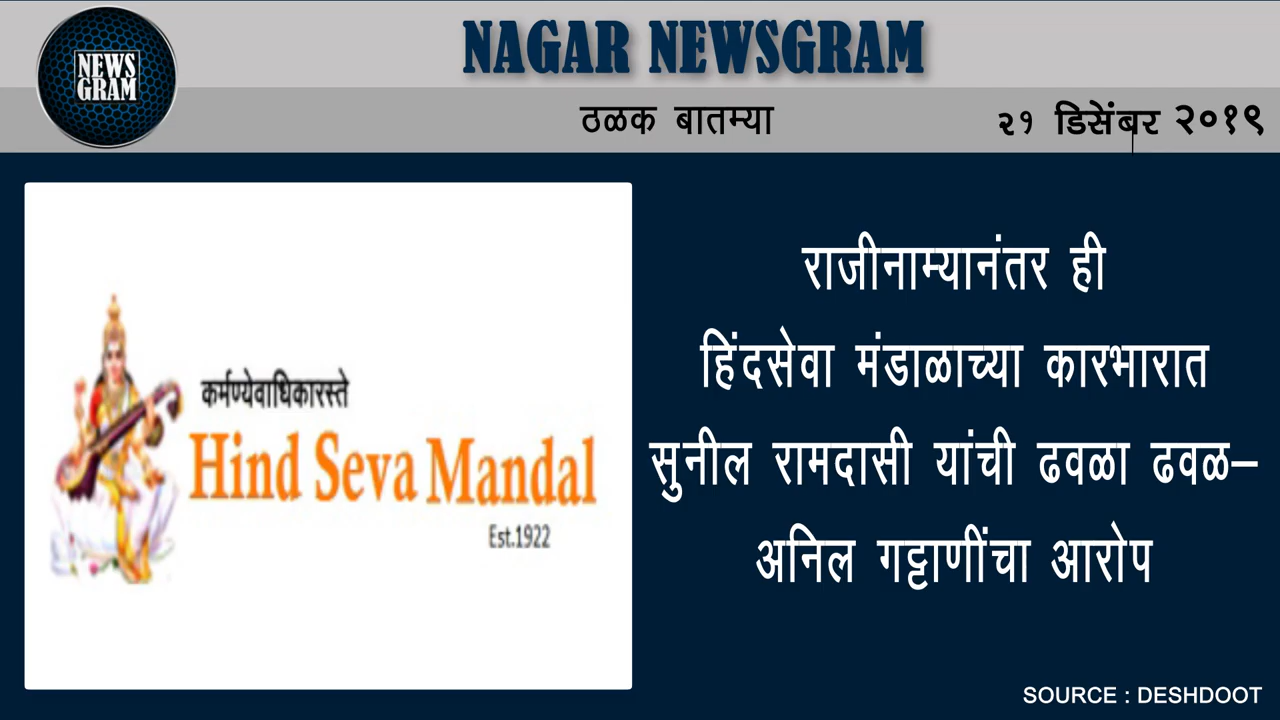 NEWS
GRAM
NAGAR NEWSGRAM
ठळक बातम्या
२१ डिसेंबर २०१९
कर्मण्येवाधिकारस्ते
Hind Seva Mandal
Est.1922
राजीनाम्यानंतर ही
हिंदसेवा मंडाळाच्या कारभारात
सुनील रामदासी यांची ढवळा ढवळ–
अनिल गट्टाणींचा आरोप
SOURCE : DESHDOOT